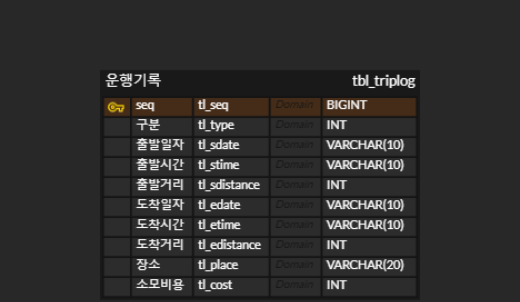 운행기록 tbl_triplog
seq tl_seq Domain BIGINT
구분 tl_type Domain INT
출발일자 tl_sdate Domain VARCHAR(10)
출발시간 tl_stime Domain VARCHAR(10)
출발거리 tl_sdistance Domain INT
도착일자 tl_edate Domain VARCHAR(10)
도착시간 tl_etime Domain VARCHAR(10)
도착거리 tl_edistance Domain INT
장소 tl_place Domain VARCHAR(20)
소모비용 tl_cost Domain INT